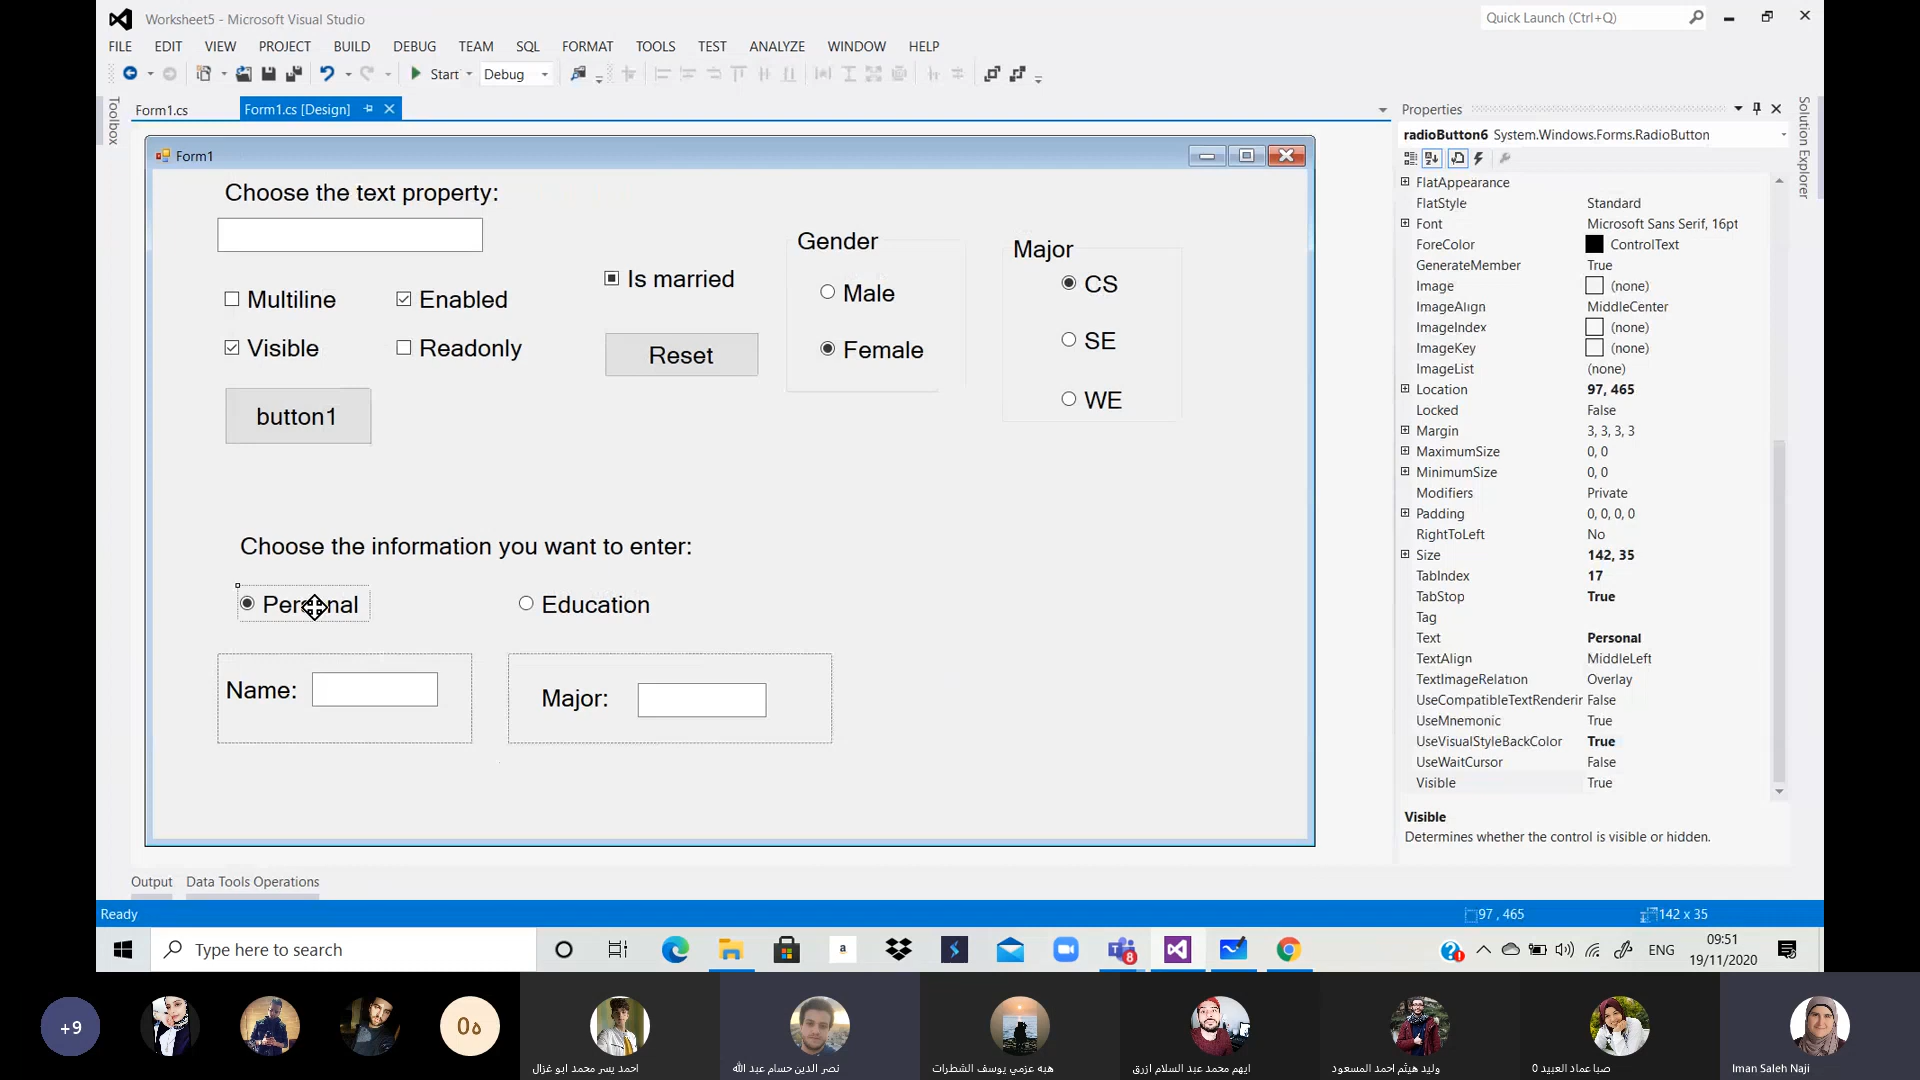 Worksheet5 - Microsoft Visual Studio
Quick Launch (Ctrl+Q)
FILE EDIT VIEW PROJECT BUILD DEBUG TEAM SQL FORMAT TOOLS TEST ANALYZE WINDOW HELP
Start Debug
Toolbox
Form1.cs Form1.cs [Design]
Form1
Choose the text property:
Multiline Enabled
Visible Readonly
button1
Is married
Reset
Gender
Male
Female
Major
CS
SE
WE
Choose the information you want to enter:
Personal Education
Name: Major:
Properties
radioButton6 System.Windows.Forms.RadioButton
FlatAppearance
FlatStyle Standard
Font Microsoft Sans Serif, 16pt
ForeColor ControlText
GenerateMember True
Image (none)
ImageAlign MiddleCenter
ImageIndex (none)
ImageKey (none)
ImageList (none)
Location 97, 465
Locked False
Margin 3, 3, 3, 3
MaximumSize 0, 0
MinimumSize 0, 0
Modifiers Private
Padding 0, 0, 0, 0
RightToLeft No
Size 142, 35
TabIndex 17
TabStop True
Tag
Text Personal
TextAlign MiddleLeft
TextImageRelation Overlay
UseCompatibleTextRenderin False
UseMnemonic True
UseVisualStyleBackColor True
UseWaitCursor False
Visible True
Visible
Determines whether the control is visible or hidden.
Solution Explorer
Output Data Tools Operations
Ready 97 , 465 142 x 35
Type here to search
a
8
ENG
09:51
19/11/2020
+9
0ه
احمد يسر محمد ابو غزال
نصر الدين حسام عبد الله
هبه عزمي يوسف الشطرات
ايهم محمد عبد السلام ازرق
وليد هيثم احمد المسعود
صبا عماد العبيد 0
Iman Saleh Naji